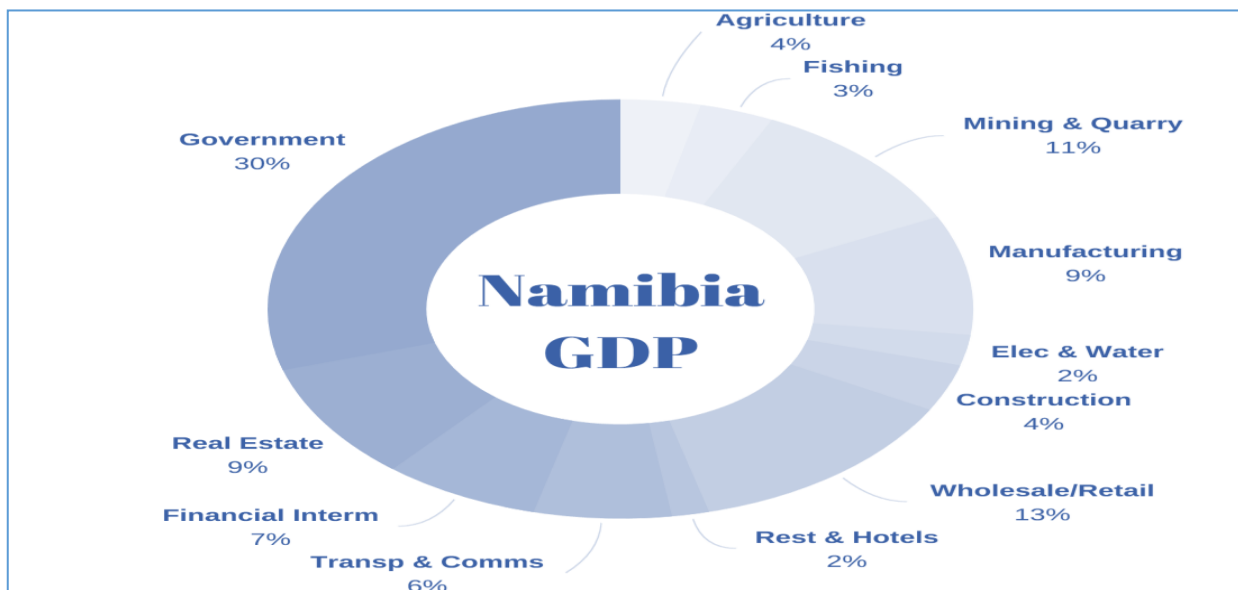 Agriculture
4%
Fishing
3%
Mining & Quarry
11%
Manufacturing
9%
Elec & Water
2%
Construction
4%
Wholesale/Retail
13%
Rest & Hotels
2%
Transp & Comms
6%
Financial Interm
7%
Real Estate
9%
Government
30%
Namibia
GDP